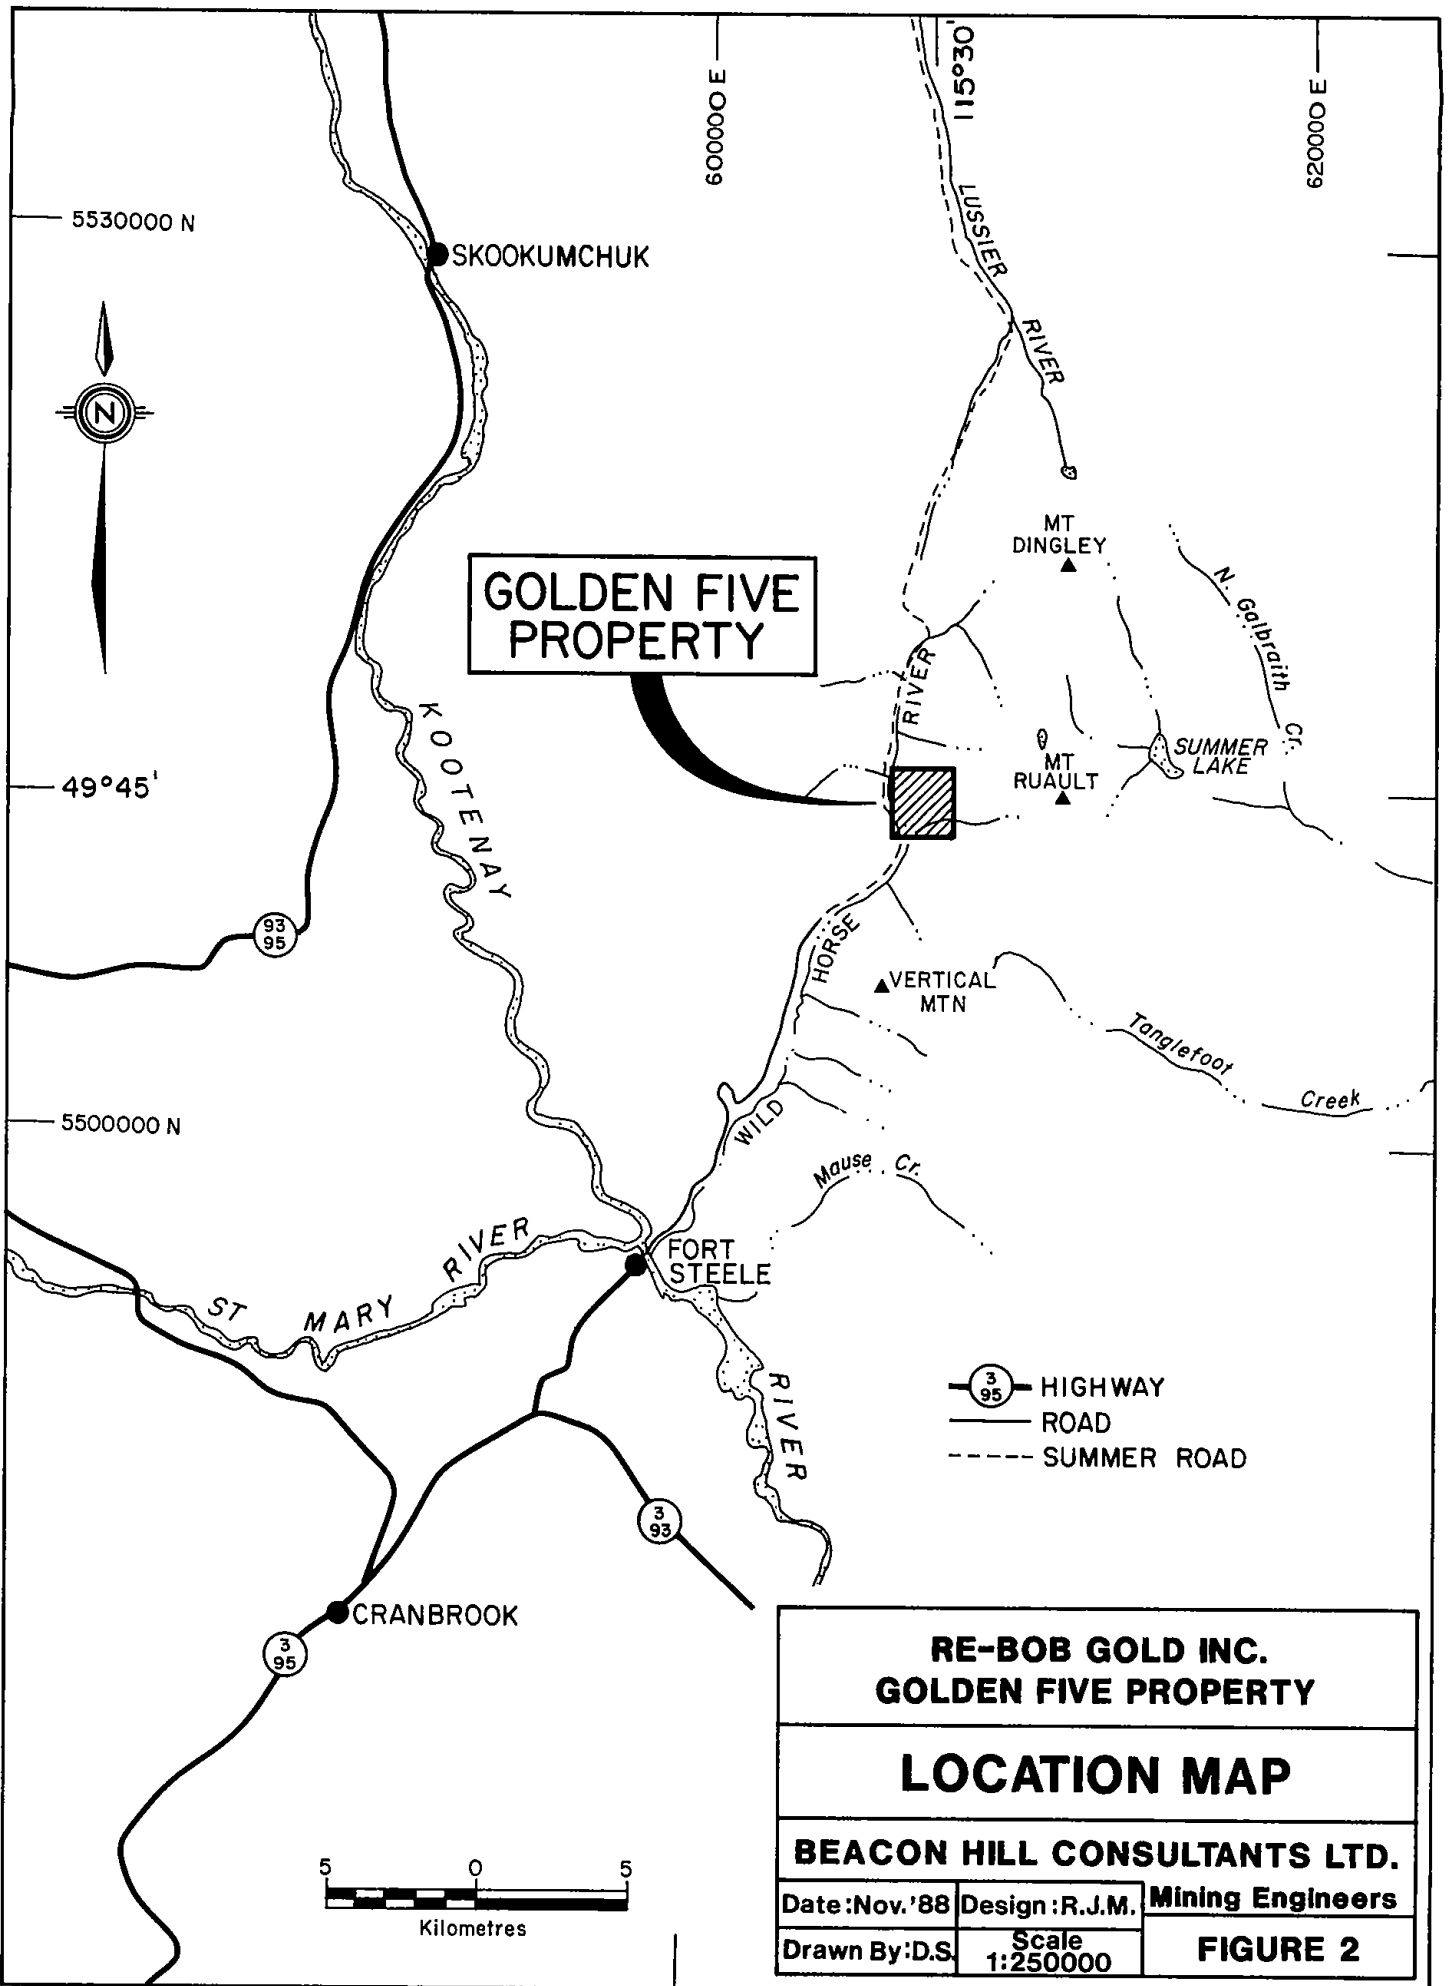 600000 E
115°30'
620000 E
5530000 N
SKOOKUMCHUK
LUSSIER
RIVER
N
MT
DINGLEY
N. Galbraith Cr.
GOLDEN FIVE
PROPERTY
RIVER
KOOTENAY
SUMMER
LAKE
MT
RUAULT
49°45'
93
95
HORSE
VERTICAL
MTN
Tanglefoot
Creek
5500000 N
WILD
Mause Cr.
ST MARY RIVER
FORT
STEELE
RIVER
3
95
HIGHWAY
ROAD
SUMMER ROAD
3
93
CRANBROOK
3
95
RE-BOB GOLD INC.
GOLDEN FIVE PROPERTY
LOCATION MAP
BEACON HILL CONSULTANTS LTD.
Date:Nov.'88 Design:R.J.M. Mining Engineers
Drawn By:D.S. Scale
1:250000
FIGURE 2
5 0 5
Kilometres